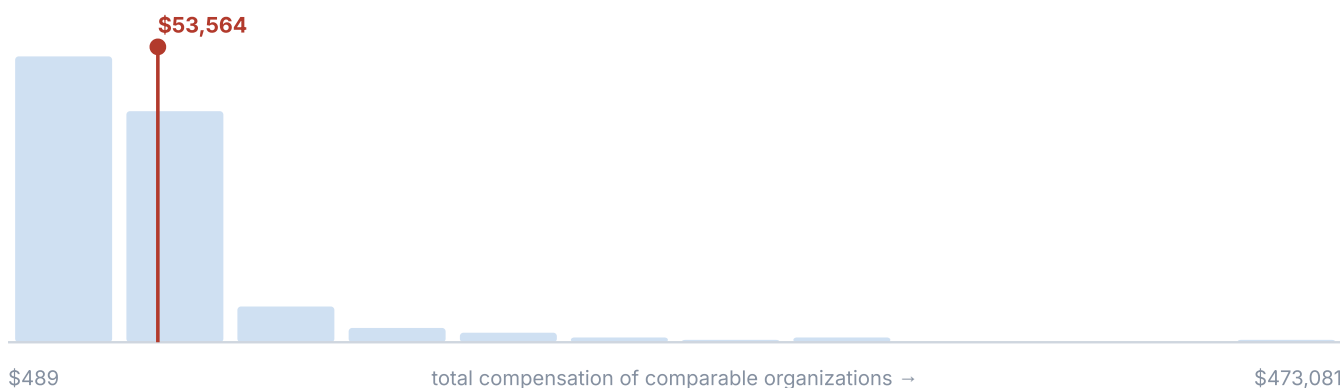 $53,564
$489
total compensation of comparable organizations →
$473,081